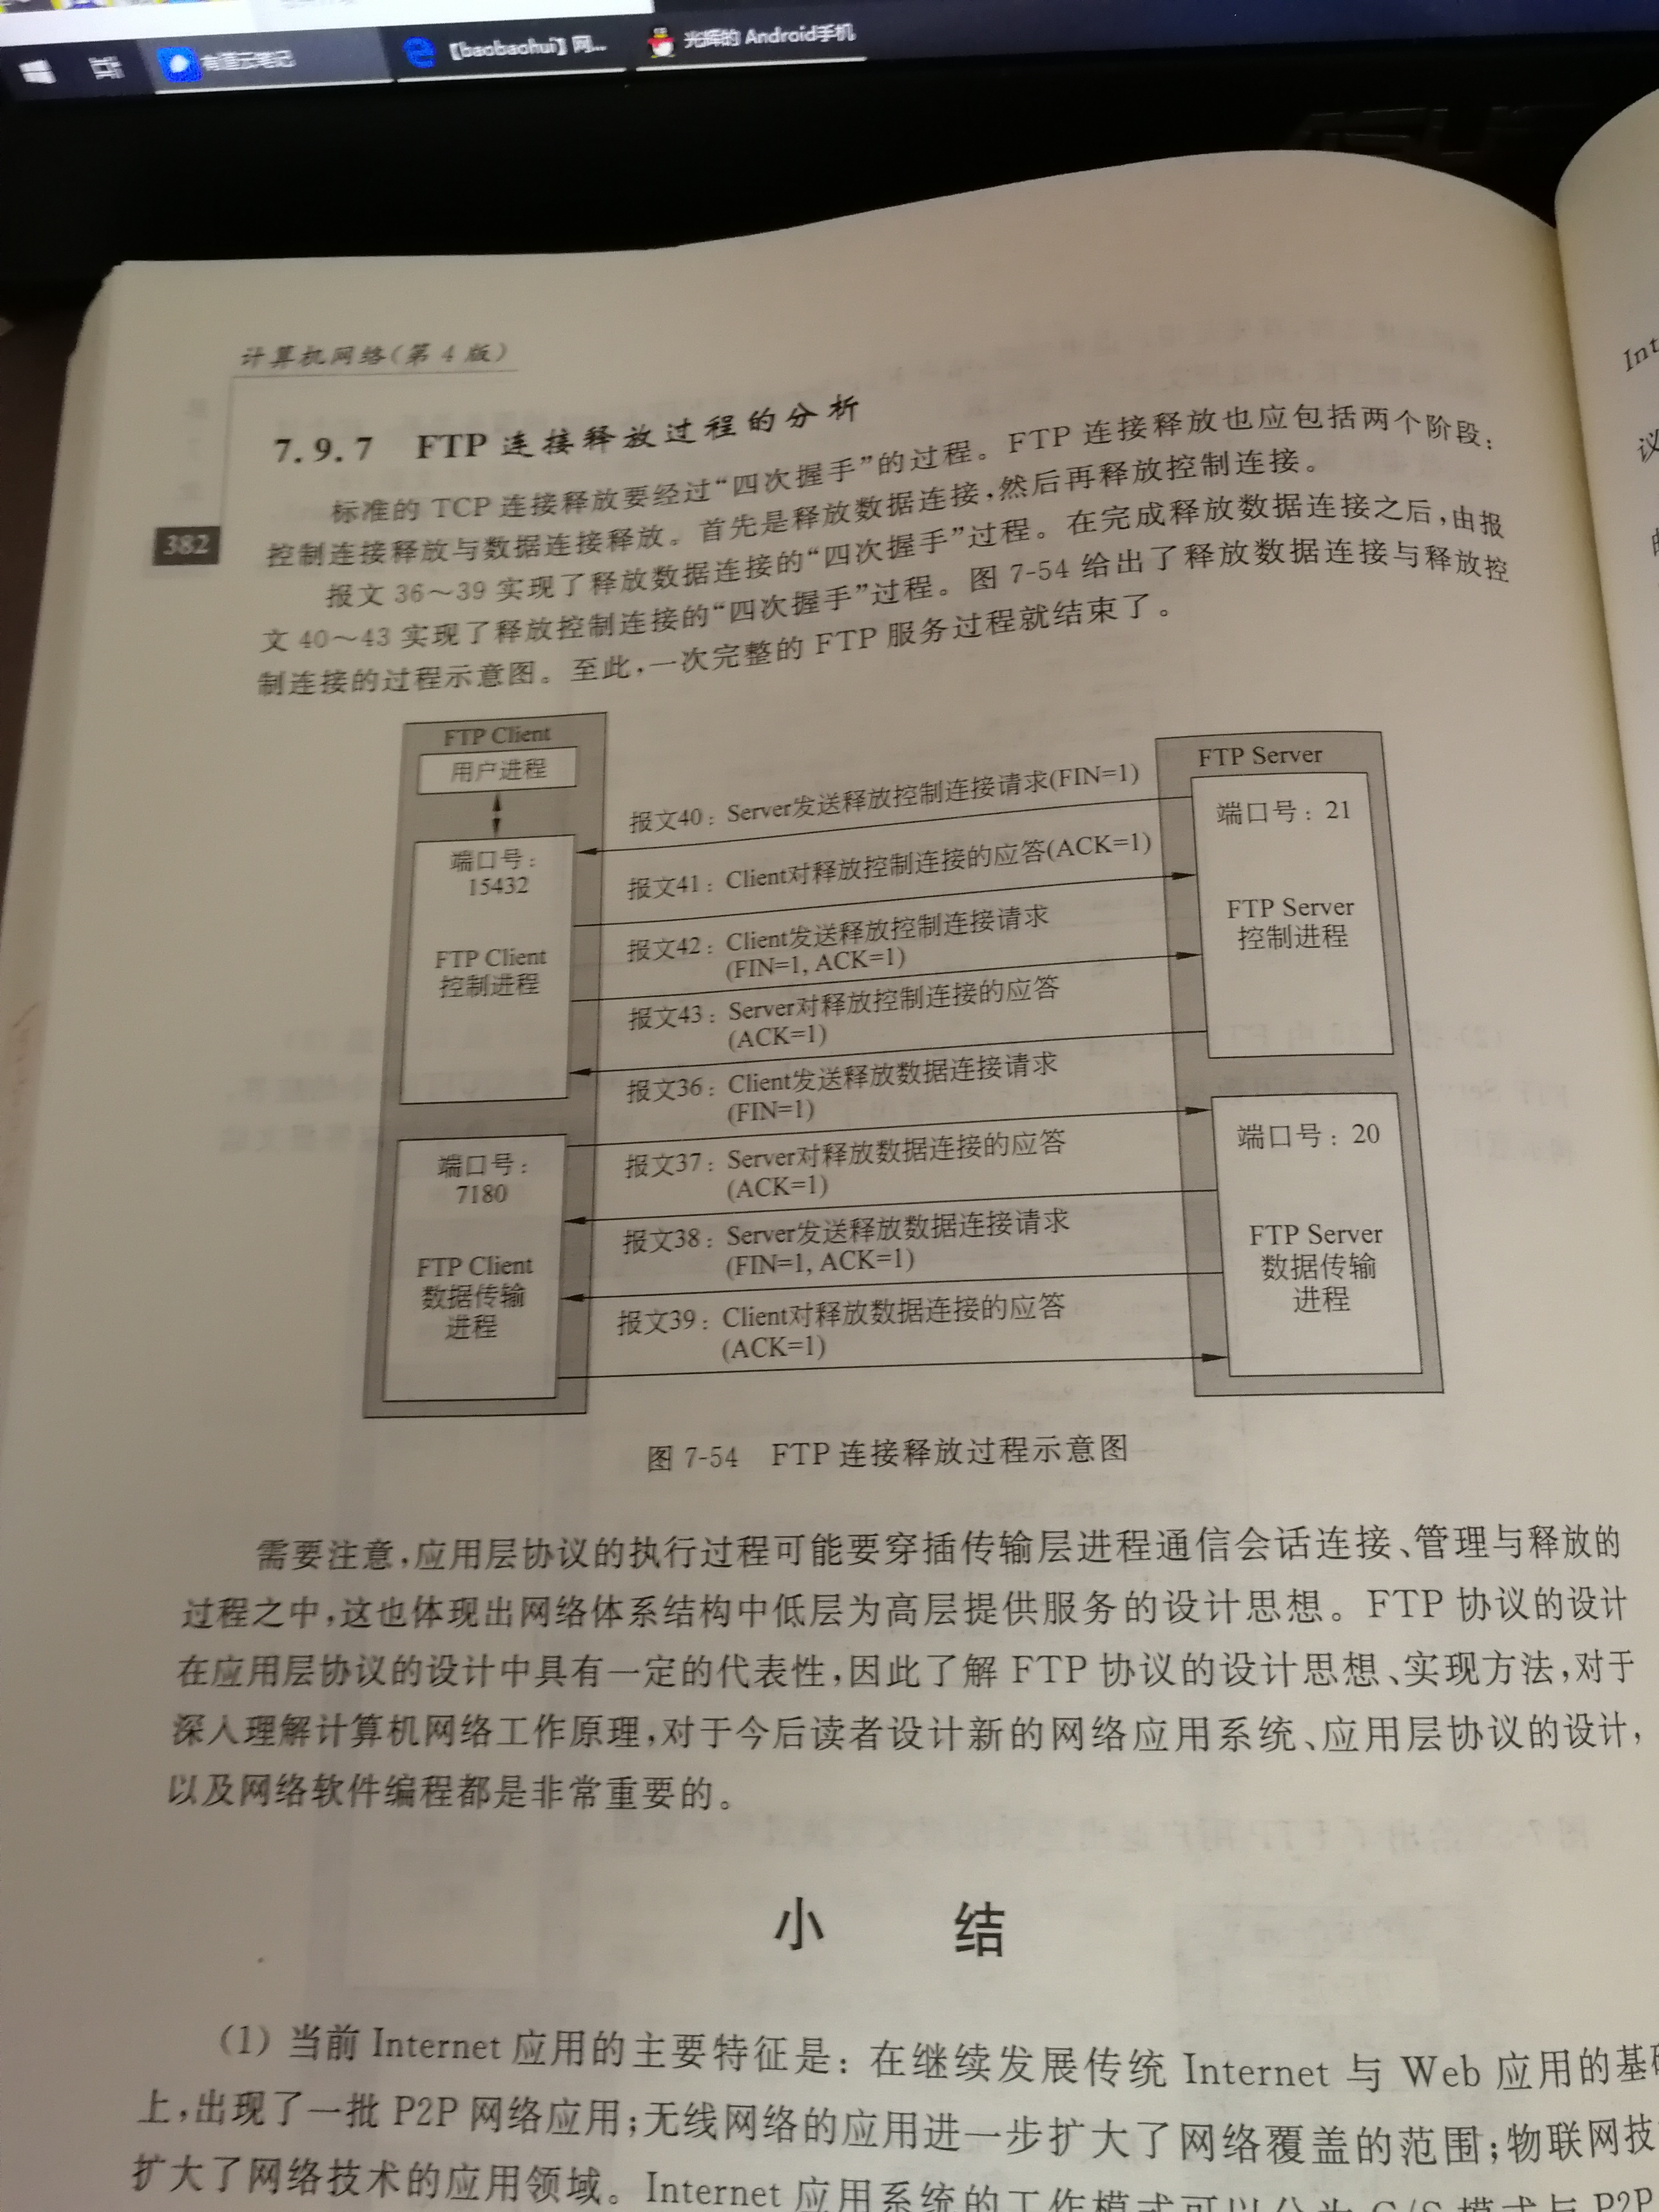 有道云笔记
【baobaohui】网...
光辉的 Android手机
计算机网络(第 4 版)
382
7.9.7 FTP 连接释放过程的分析
标准的 TCP 连接释放要经过“四次握手”的过程。FTP 连接释放也应包括两个阶段：
控制连接释放与数据连接释放。首先是释放数据连接,然后再释放控制连接。
报文 36～39 实现了释放数据连接的“四次握手”过程。在完成释放数据连接之后,由报
文 40～43 实现了释放控制连接的“四次握手”过程。图 7-54 给出了释放数据连接与释放控
制连接的过程示意图。至此,一次完整的 FTP 服务过程就结束了。
FTP Client
用户进程
端口号：
15432
FTP Client
控制进程
端口号：
7180
FTP Client
数据传输
进程
报文40：Server发送释放控制连接请求(FIN=1)
报文41：Client对释放控制连接的应答(ACK=1)
报文42：Client发送释放控制连接请求
(FIN=1, ACK=1)
报文43：Server对释放控制连接的应答
(ACK=1)
报文36：Client发送释放数据连接请求
(FIN=1)
报文37：Server对释放数据连接的应答
(ACK=1)
报文38：Server发送释放数据连接请求
(FIN=1, ACK=1)
报文39：Client对释放数据连接的应答
(ACK=1)
FTP Server
端口号：21
FTP Server
控制进程
端口号：20
FTP Server
数据传输
进程
图 7-54 FTP 连接释放过程示意图
需要注意,应用层协议的执行过程可能要穿插传输层进程通信会话连接、管理与释放的
过程之中,这也体现出网络体系结构中低层为高层提供服务的设计思想。FTP 协议的设计
在应用层协议的设计中具有一定的代表性,因此了解 FTP 协议的设计思想、实现方法,对于
深入理解计算机网络工作原理,对于今后读者设计新的网络应用系统、应用层协议的设计,
以及网络软件编程都是非常重要的。
小 结
(1) 当前 Internet 应用的主要特征是：在继续发展传统 Internet 与 Web 应用的基础
上,出现了一批 P2P 网络应用;无线网络的应用进一步扩大了网络覆盖的范围;物联网技
扩大了网络技术的应用领域。Internet 应用系统的工作模式可以分为 C/S 模式与 P2P
Int
议